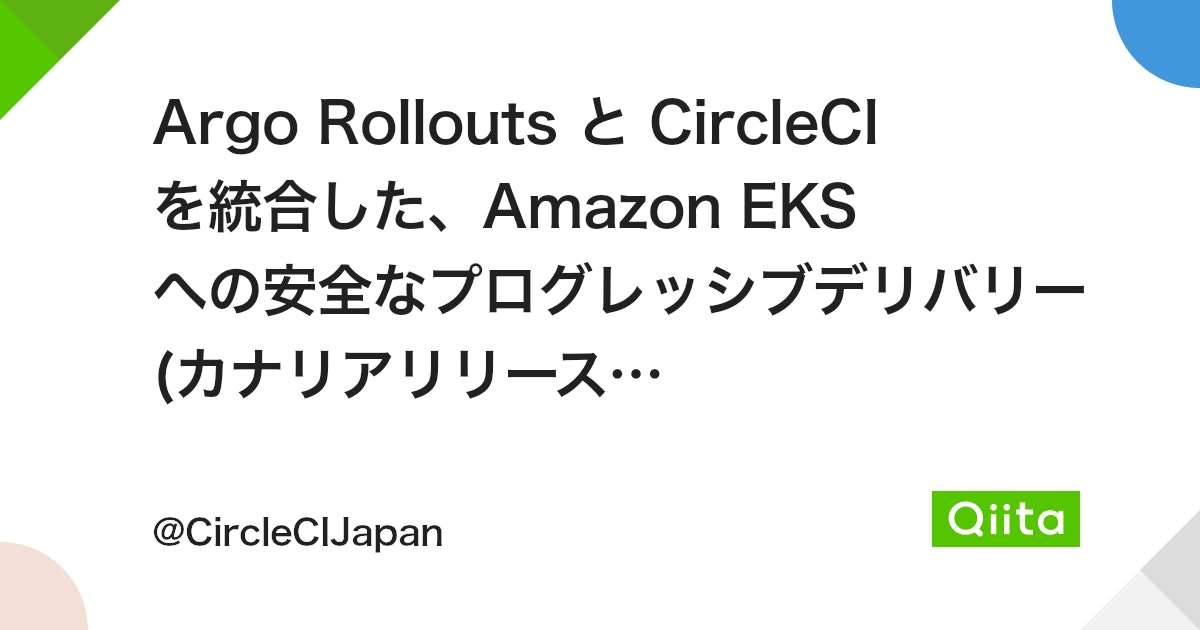 Argo Rollouts と CircleCI
を統合した、Amazon EKS
への安全なプログレッシブデリバリー
(カナリアリリース…
@CircleCIJapan
Qiita